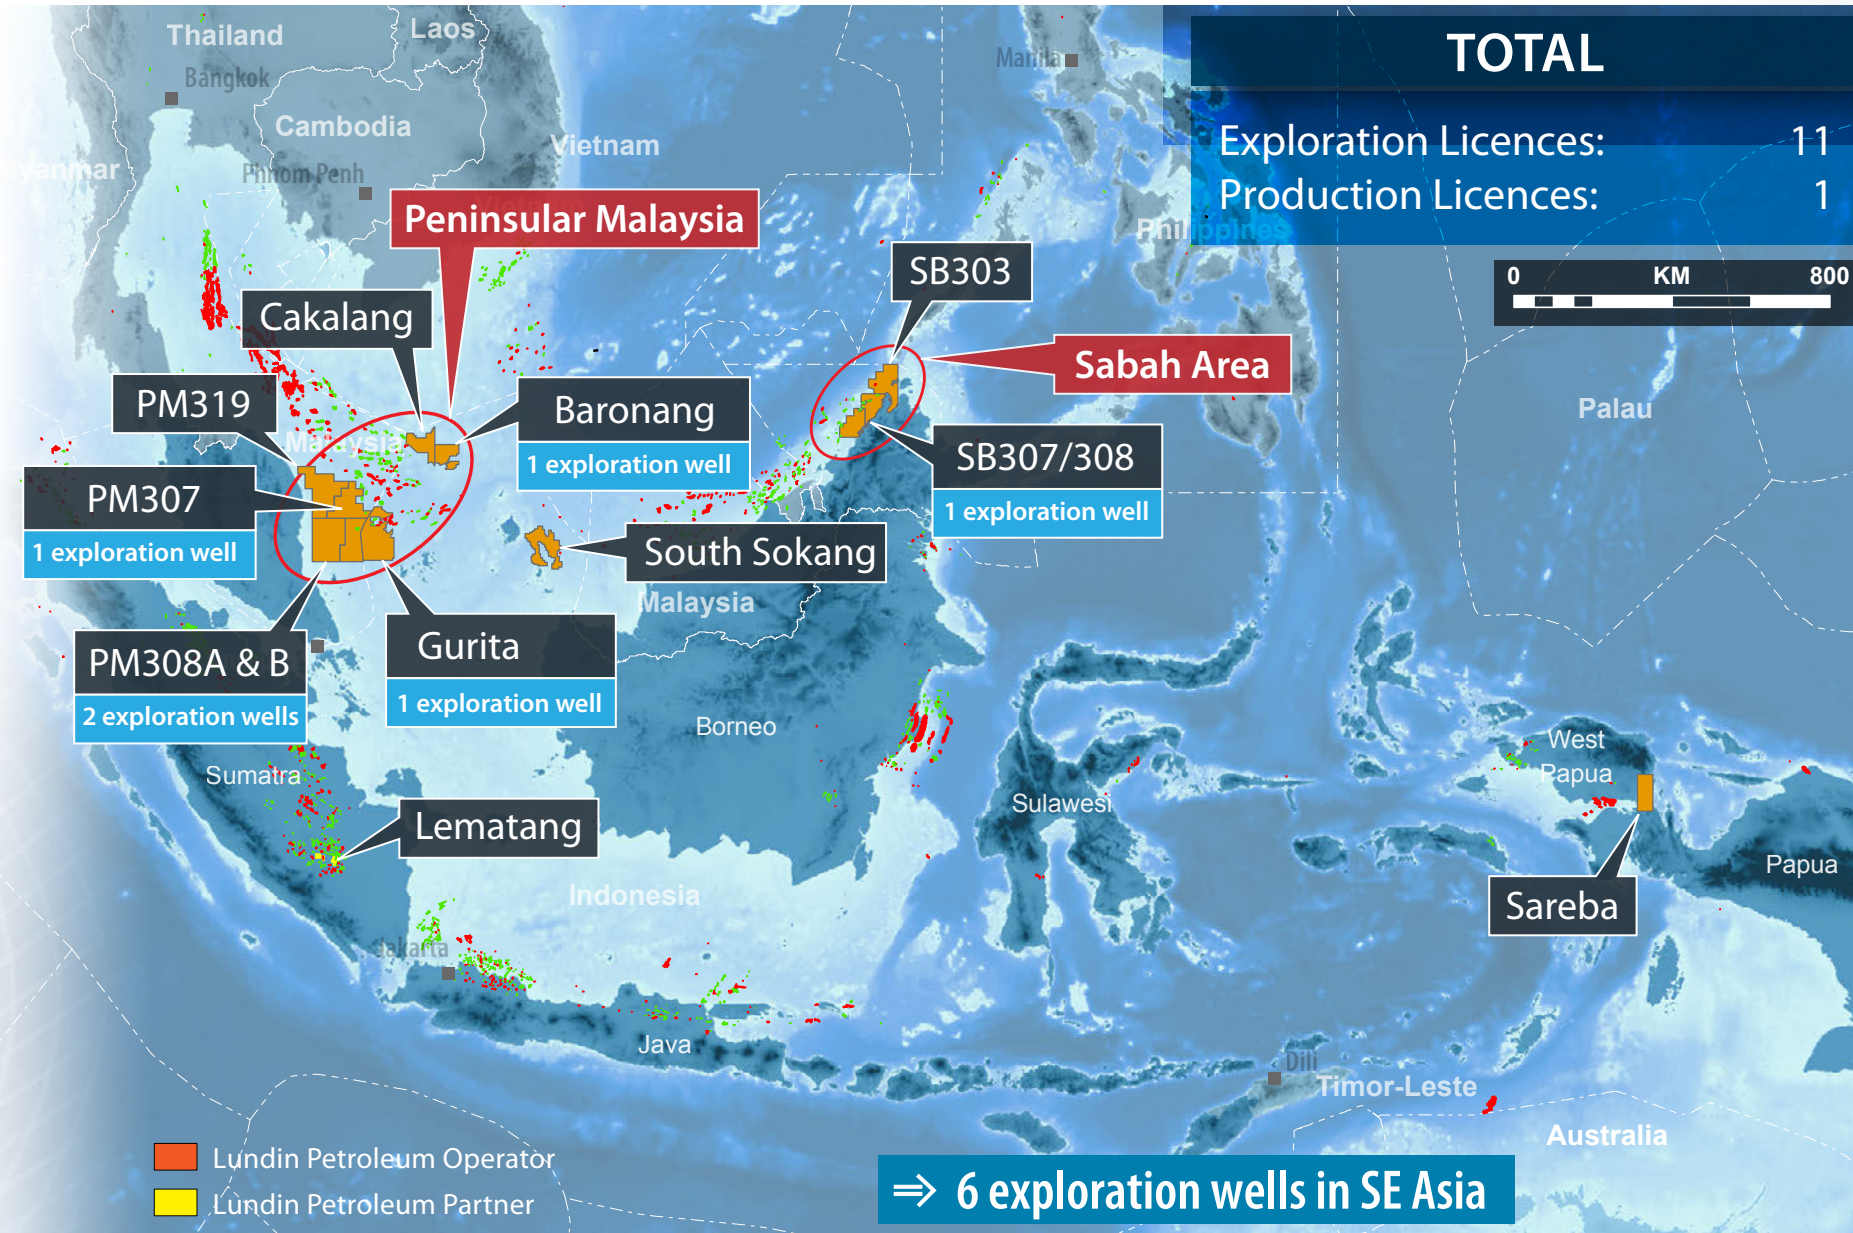 Thailand
Laos
Bangkok
Manila
TOTAL
Cambodia
Vietnam
Exploration Licences: 11
Myanmar
Phnom Penh
Production Licences: 1
Vietnam
Peninsular Malaysia
Philippines
SB303
0 KM 800
Cakalang
Sabah Area
PM319
Baronang
1 exploration well
Palau
Malaysia
SB307/308
1 exploration well
PM307
1 exploration well
South Sokang
Malaysia
PM308A & B
2 exploration wells
Gurita
1 exploration well
Borneo
West
Papua
Sumatra
Sulawesi
Lematang
Papua
Indonesia
Sareba
Jakarta
Java
Dili
Timor-Leste
Australia
Lundin Petroleum Operator
Lundin Petroleum Partner
⇒ 6 exploration wells in SE Asia